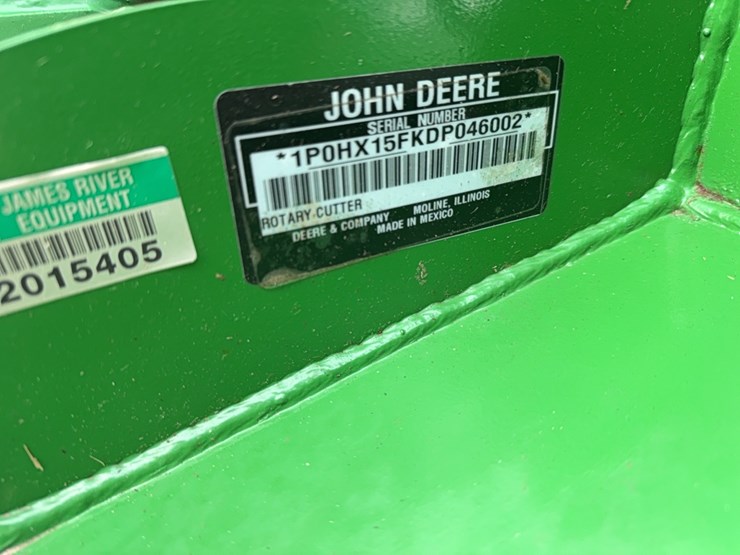 JOHN DEERE
SERIAL NUMBER
*1P0HX15FKDP046002*
ROTARY CUTTER
DEERE & COMPANY MOLINE, ILLINOIS
MADE IN MEXICO
JAMES RIVER
EQUIPMENT
2015405